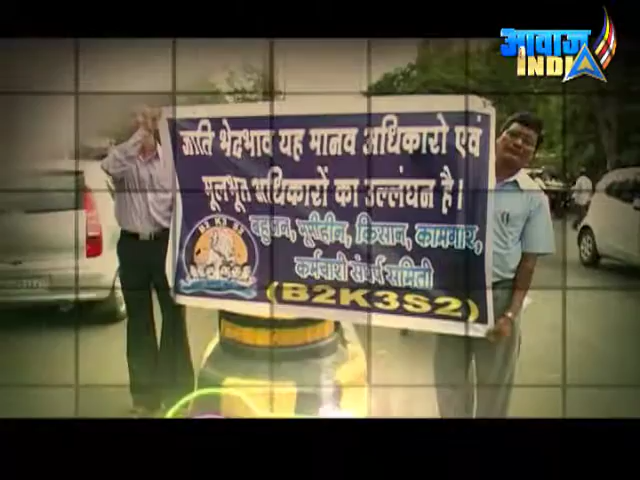 आवाज
INDIA
जाति भेदभाव यह मानव अधिकारो एवं
मूलभूत अधिकारों का उल्लंघन है।
बहुजन, भूमीहीन, किसान, कामगार,
कर्मचारी संघर्ष समिती
(B2K3S2)